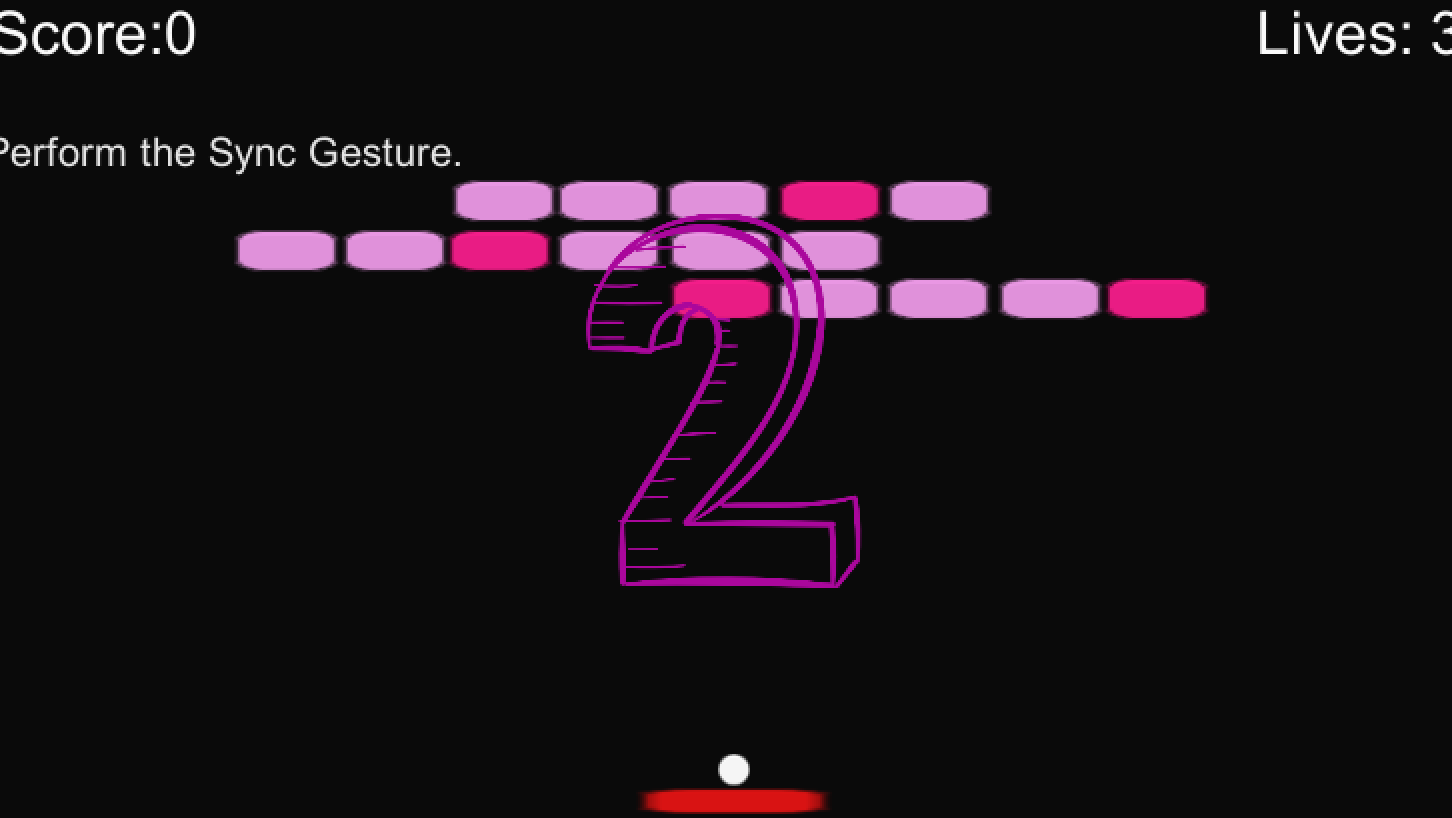 Score:0
Lives: 3
Perform the Sync Gesture.
2